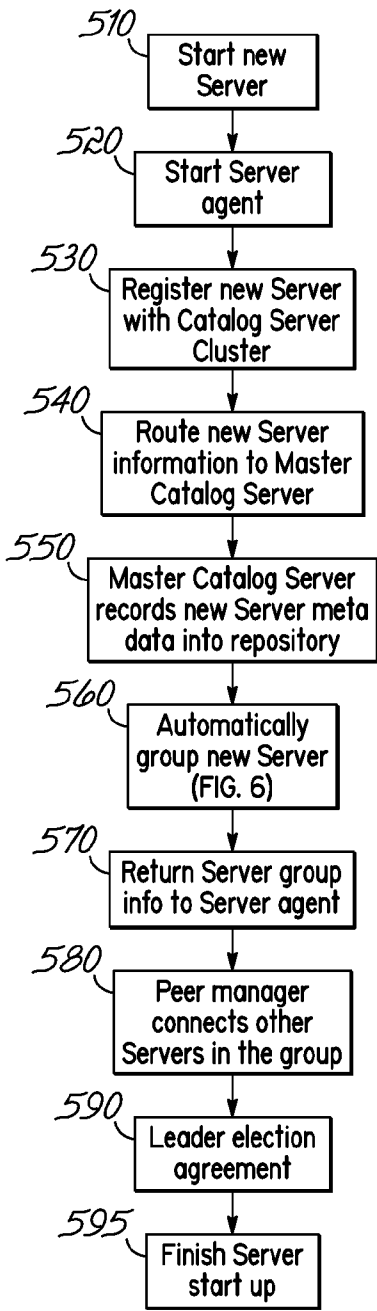 510
Start new
Server
520
Start Server
agent
530
Register new Server
with Catalog Server
Cluster
540
Route new Server
information to Master
Catalog Server
550
Master Catalog Server
records new Server meta
data into repository
560
Automatically
group new Server
(FIG. 6)
570
Return Server group
info to Server agent
580
Peer manager
connects other
Servers in the group
590
Leader election
agreement
595
Finish Server
start up